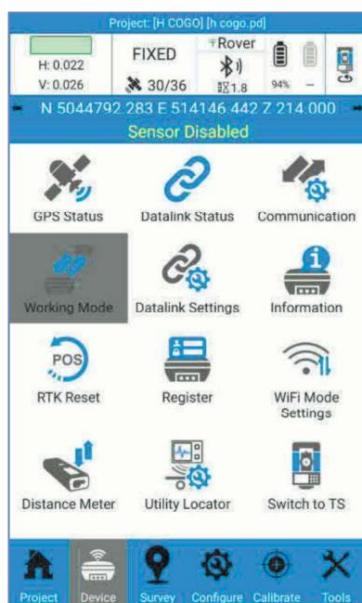 Project: [H COGO] [h cogo.pd]
H: 0.022
V: 0.026
FIXED
30/36
Rover
1.8
94%
--
N 5044792.283 E 514146.442 Z 214.000
Sensor Disabled
GPS Status
Datalink Status
Communication
Working Mode
Datalink Settings
Information
POS
RTK Reset
Register
WiFi Mode
Settings
Distance Meter
Utility Locator
Switch to TS
Project
Device
Survey
Configure
Calibrate
Tools